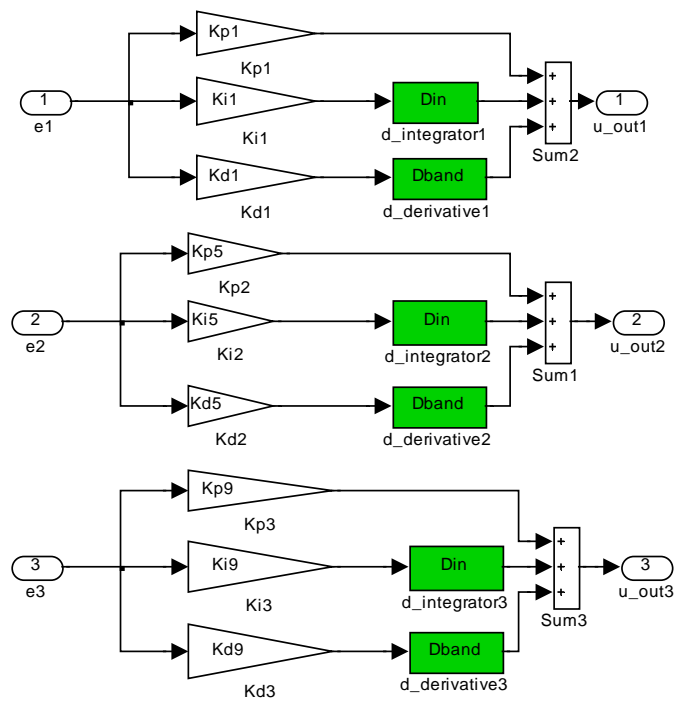 Kp1
+
Kp1
1
Ki1
Din
+
1
e1
Ki1
d_integrator1
+
u_out1
Sum2
Kd1
Dband
Kd1
d_derivative1
Kp5
Kp2
+
2
Ki5
Din
+
2
e2
Ki2
d_integrator2
+
u_out2
Sum1
Kd5
Dband
Kd2
d_derivative2
Kp9
Kp3
+
3
Ki9
Din
+
3
e3
Ki3
d_integrator3
+
u_out3
Sum3
Kd9
Dband
Kd3
d_derivative3